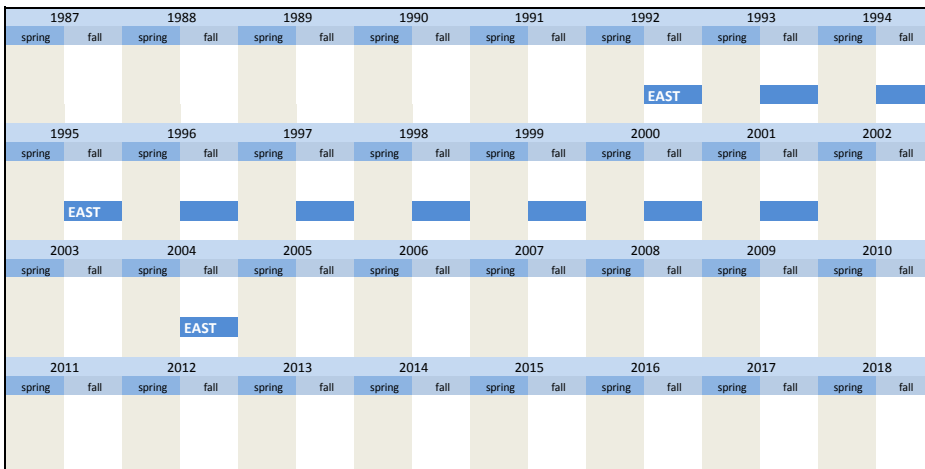 1987 1988 1989 1990 1991 1992 1993 1994
spring fall spring fall spring fall spring fall spring fall spring fall spring fall spring fall
EAST
1995 1996 1997 1998 1999 2000 2001 2002
spring fall spring fall spring fall spring fall spring fall spring fall spring fall spring fall
EAST
2003 2004 2005 2006 2007 2008 2009 2010
spring fall spring fall spring fall spring fall spring fall spring fall spring fall spring fall
EAST
2011 2012 2013 2014 2015 2016 2017 2018
spring fall spring fall spring fall spring fall spring fall spring fall spring fall spring fall